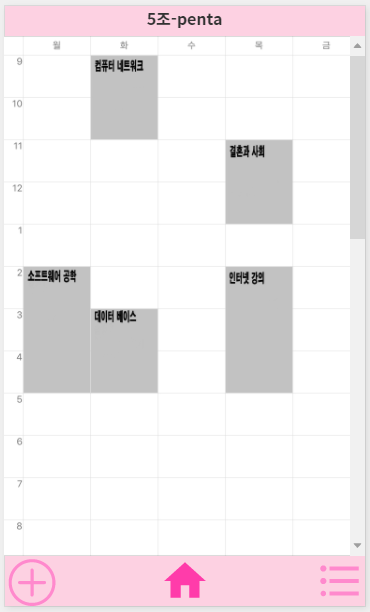 5조-penta
월 화 수 목 금
9
컴퓨터 네트워크
10
11
결혼과 사회
12
1
2
소프트웨어 공학
인터넷 강의
3
데이터 베이스
4
5
6
7
8